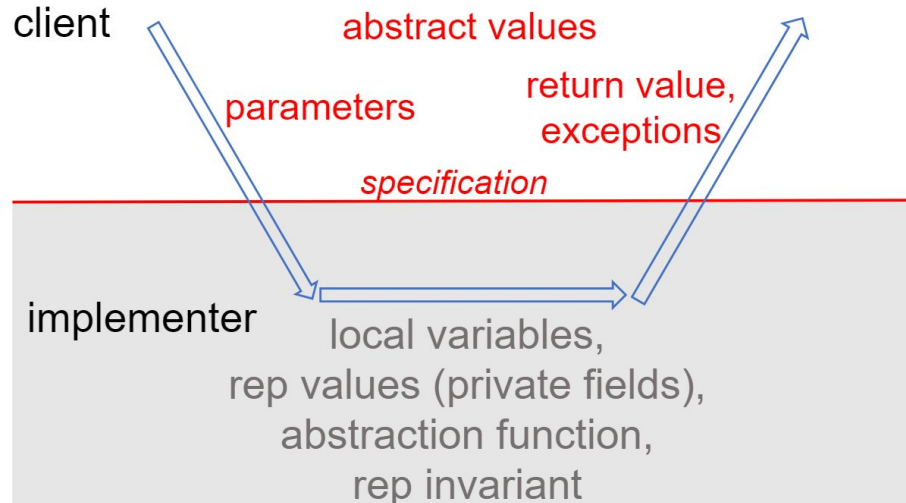 client
abstract values
parameters
return value,
exceptions
specification
implementer
local variables,
rep values (private fields),
abstraction function,
rep invariant